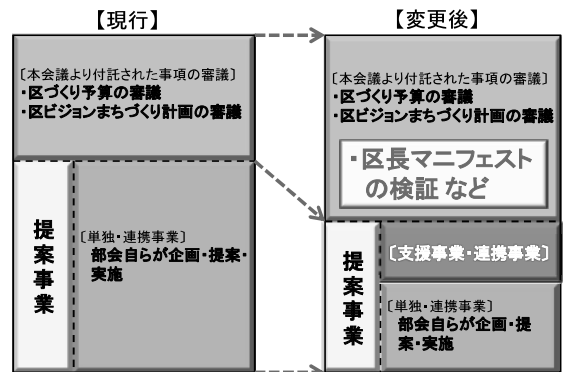 【現行】
〔本会議より付託された事項の審議〕
・区づくり予算の審議
・区ビジョンまちづくり計画の審議
提案事業
〔単独・連携事業〕
部会自らが企画・提案・
実施
【変更後】
〔本会議より付託された事項の審議〕
・区づくり予算の審議
・区ビジョンまちづくり計画の審議
・区長マニフェスト
の検証 など
提案事業
〔支援事業・連携事業〕
〔単独・連携事業〕
部会自らが企画・提
案・実施